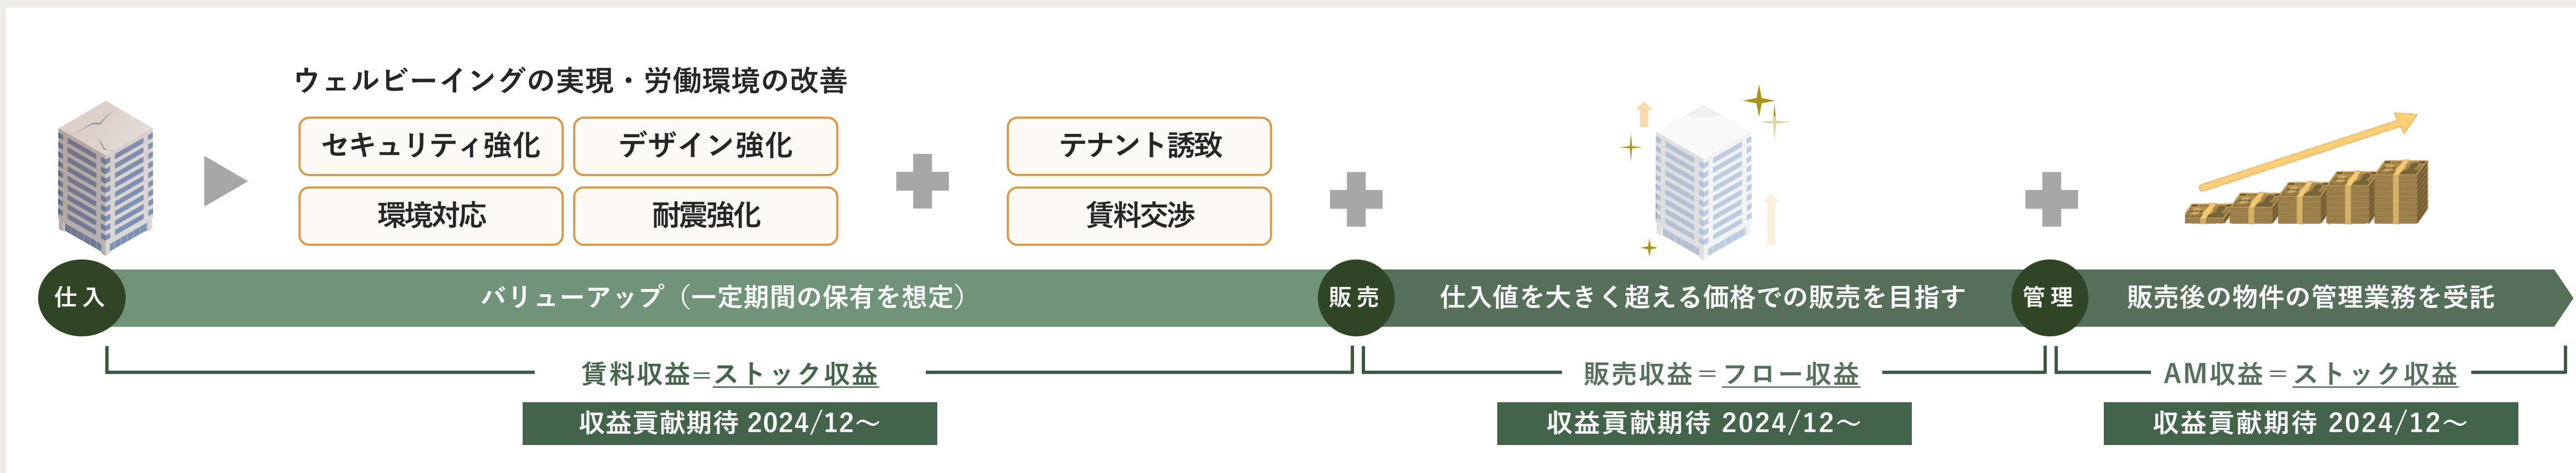 ウェルビーイングの実現・労働環境の改善
セキュリティ強化
デザイン強化
環境対応
耐震強化
テナント誘致
賃料交渉
仕入
バリューアップ（一定期間の保有を想定）
販売
仕入値を大きく超える価格での販売を目指す
管理
販売後の物件の管理業務を受託
賃料収益=ストック収益
収益貢献期待 2024/12～
販売収益＝フロー収益
収益貢献期待 2024/12～
AM収益＝ストック収益
収益貢献期待 2024/12～